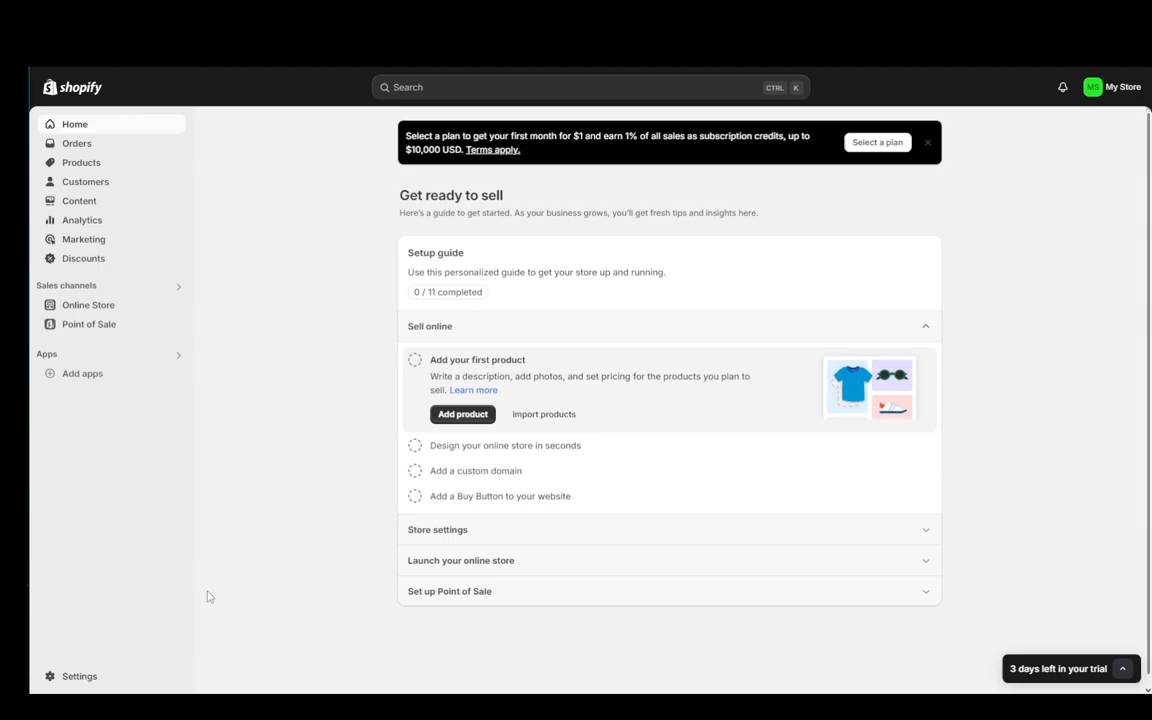 shopify
Search
CTRL K
MS My Store
Home
Orders
Products
Customers
Content
Analytics
Marketing
Discounts
Sales channels
Online Store
Point of Sale
Apps
Add apps
Settings
Select a plan to get your first month for $1 and earn 1% of all sales as subscription credits, up to
$10,000 USD. Terms apply.
Select a plan
Get ready to sell
Here's a guide to get started. As your business grows, you'll get fresh tips and insights here.
Setup guide
Use this personalized guide to get your store up and running.
0 / 11 completed
Sell online
Add your first product
Write a description, add photos, and set pricing for the products you plan to
sell. Learn more
Add product Import products
Design your online store in seconds
Add a custom domain
Add a Buy Button to your website
Store settings
Launch your online store
Set up Point of Sale
3 days left in your trial